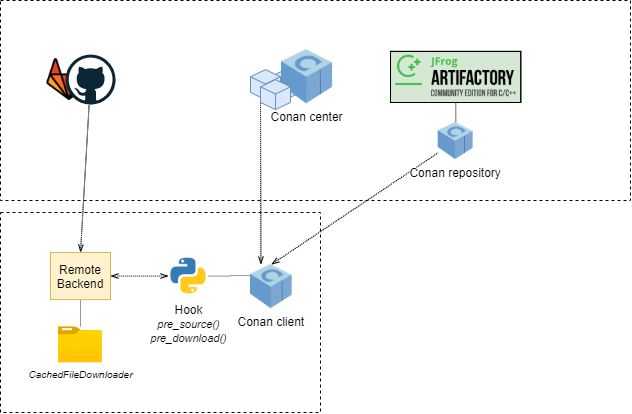 JFrog
ARTIFACTORY
COMMUNITY EDITION FOR C/C++
Conan center
Conan repository
Remote
Backend
Hook
pre_source()
pre_download()
Conan client
CachedFileDownloader